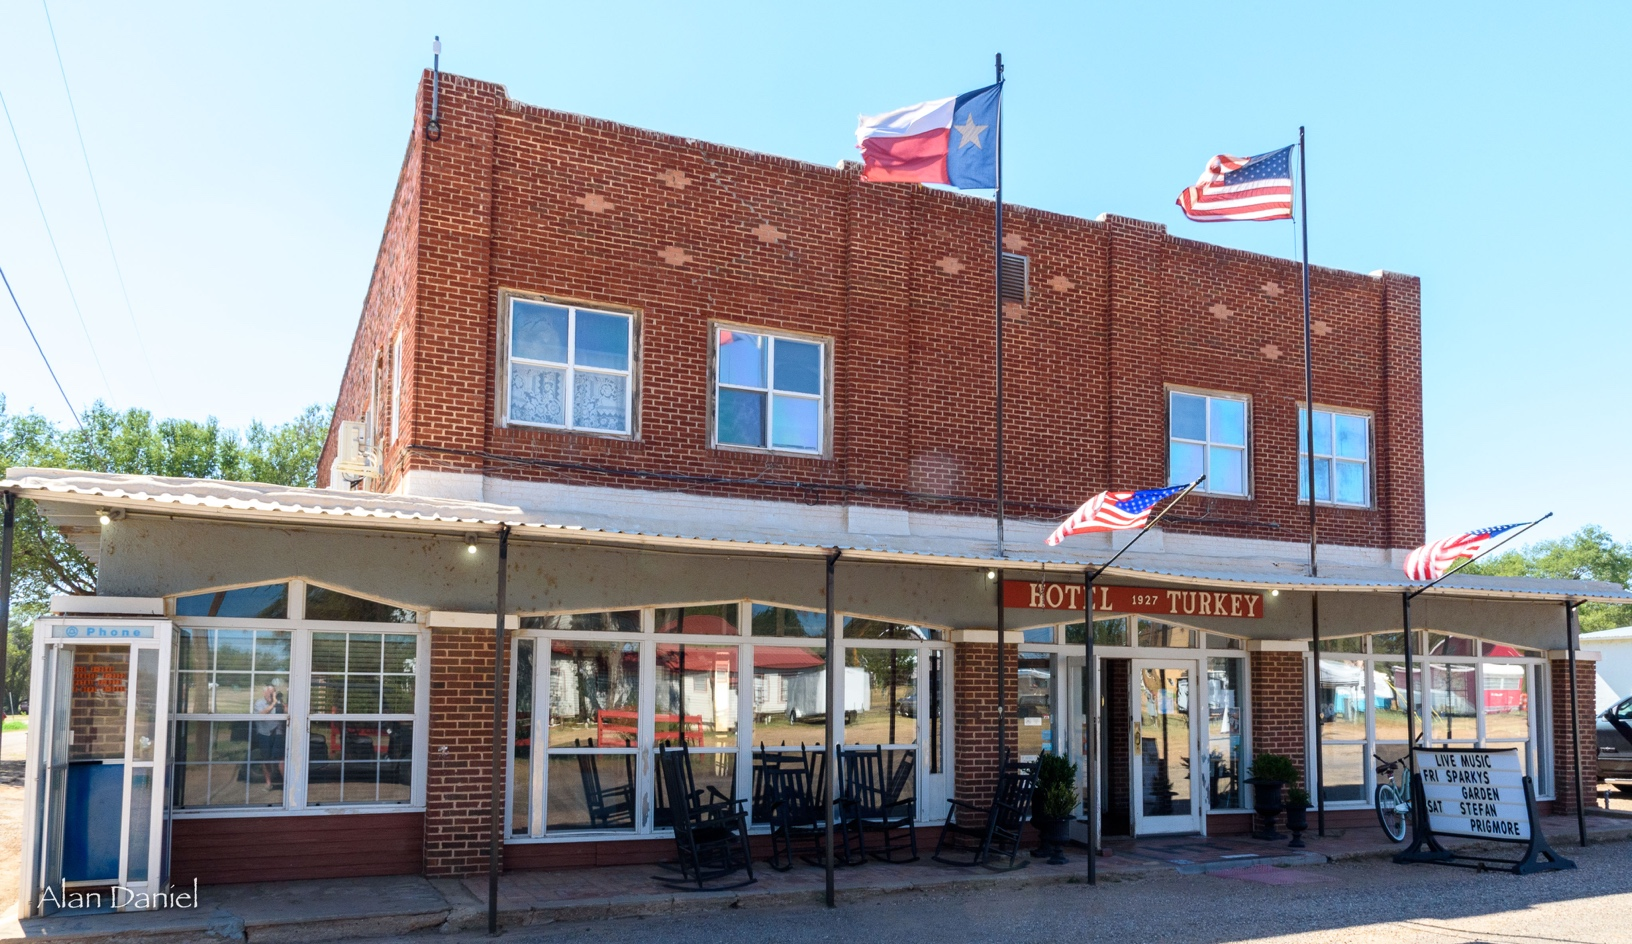 HOTEL 1927 TURKEY
Phone
LIVE MUSIC
FRI SPARKYS
GARDEN
SAT STEFAN
PRIGMORE
Alan Daniel